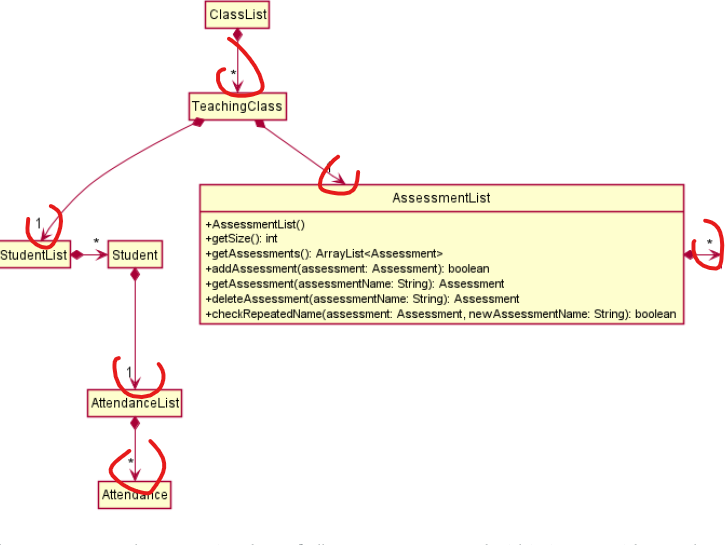 ClassList
*
TeachingClass
1
AssessmentList
+AssessmentList()
+getSize(): int
+getAssessments(): ArrayList<Assessment>
+addAssessment(assessment: Assessment): boolean
+getAssessment(assessmentName: String): Assessment
+deleteAssessment(assessmentName: String): Assessment
+checkRepeatedName(assessment: Assessment, newAssessmentName: String): boolean
*
1
StudentList
*
Student
1
AttendanceList
*
Attendance